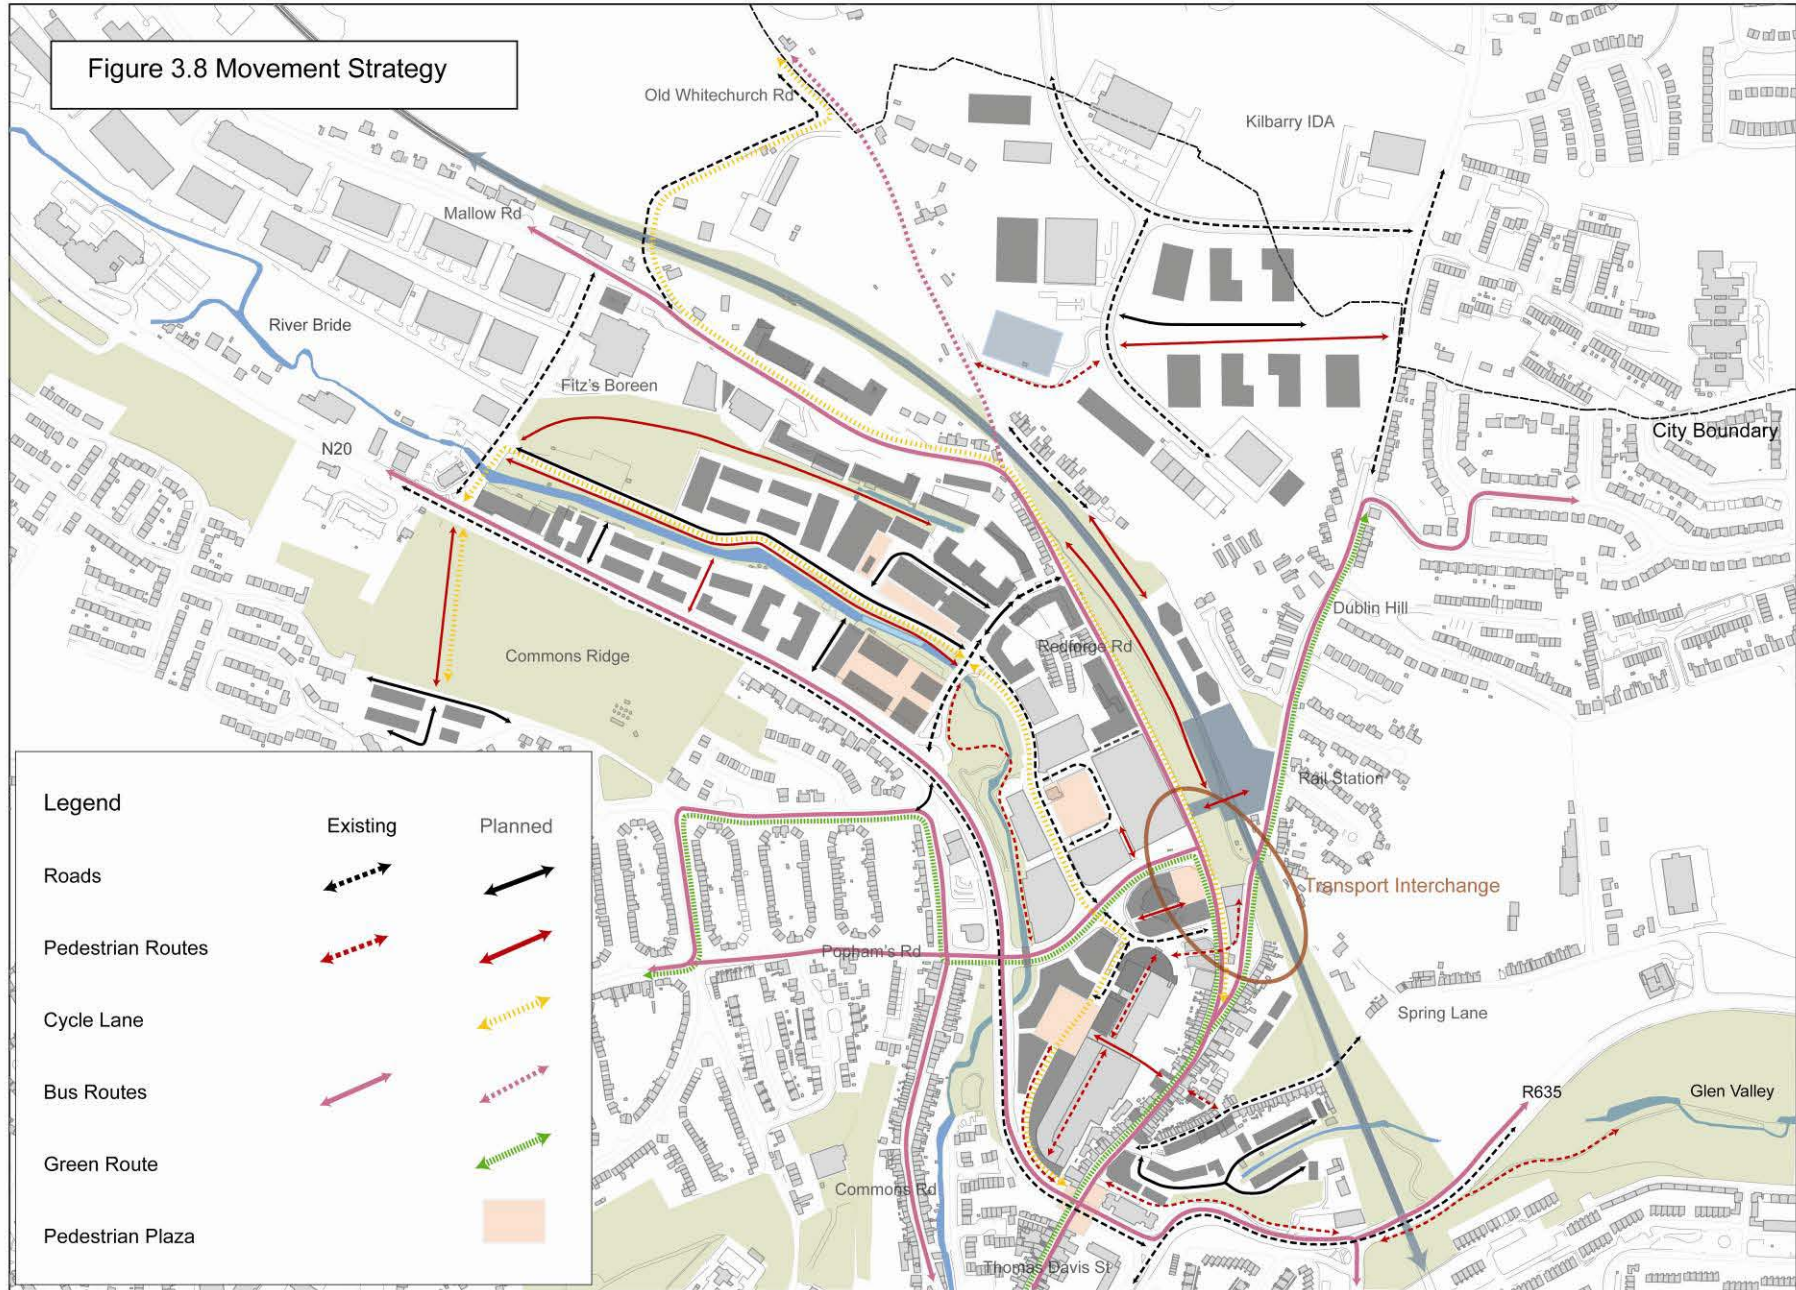 Figure 3.8 Movement Strategy
Old Whitechurch Rd
Kilbarry IDA
Mallow Rd
River Bride
Fitz's Boreen
N20
City Boundary
Dublin Hill
Commons Ridge
Redforge Rd
Rail Station
Transport Interchange
Popham's Rd
Spring Lane
R635
Glen Valley
Commons Rd
Thomas Davis St
Legend
Existing Planned
Roads
Pedestrian Routes
Cycle Lane
Bus Routes
Green Route
Pedestrian Plaza